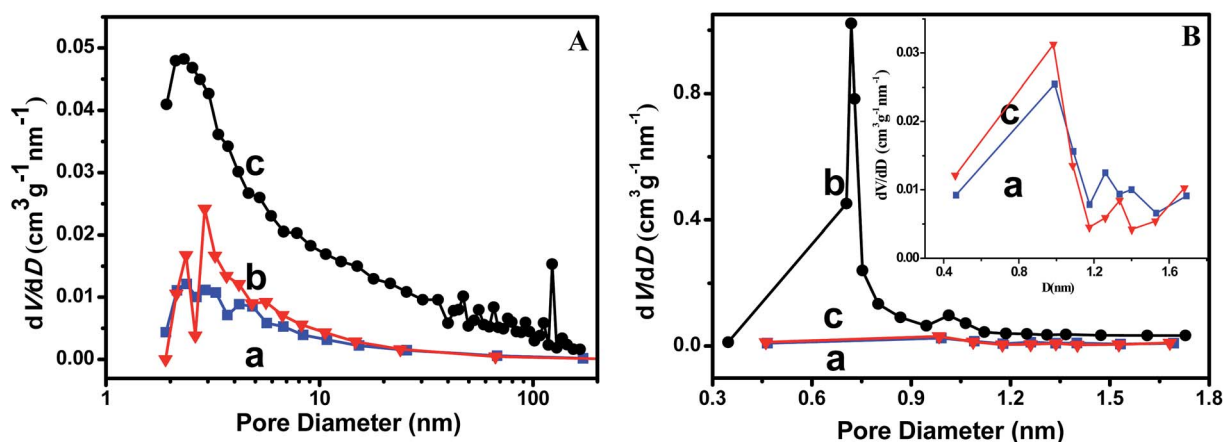 A
0.05
0.04
0.03
0.02
0.01
0.00
dV/dD (cm³g⁻¹nm⁻¹)
c
b
a
1
10
100
Pore Diameter (nm)
B
0.8
0.4
0.0
dV/dD (cm³g⁻¹nm⁻¹)
b
c
a
0.3
0.6
0.9
1.2
1.5
1.8
Pore Diameter (nm)
0.03
0.02
0.01
0.00
dV/dD (cm³g⁻¹nm⁻¹)
c
a
0.4
0.8
1.2
1.6
D(nm)